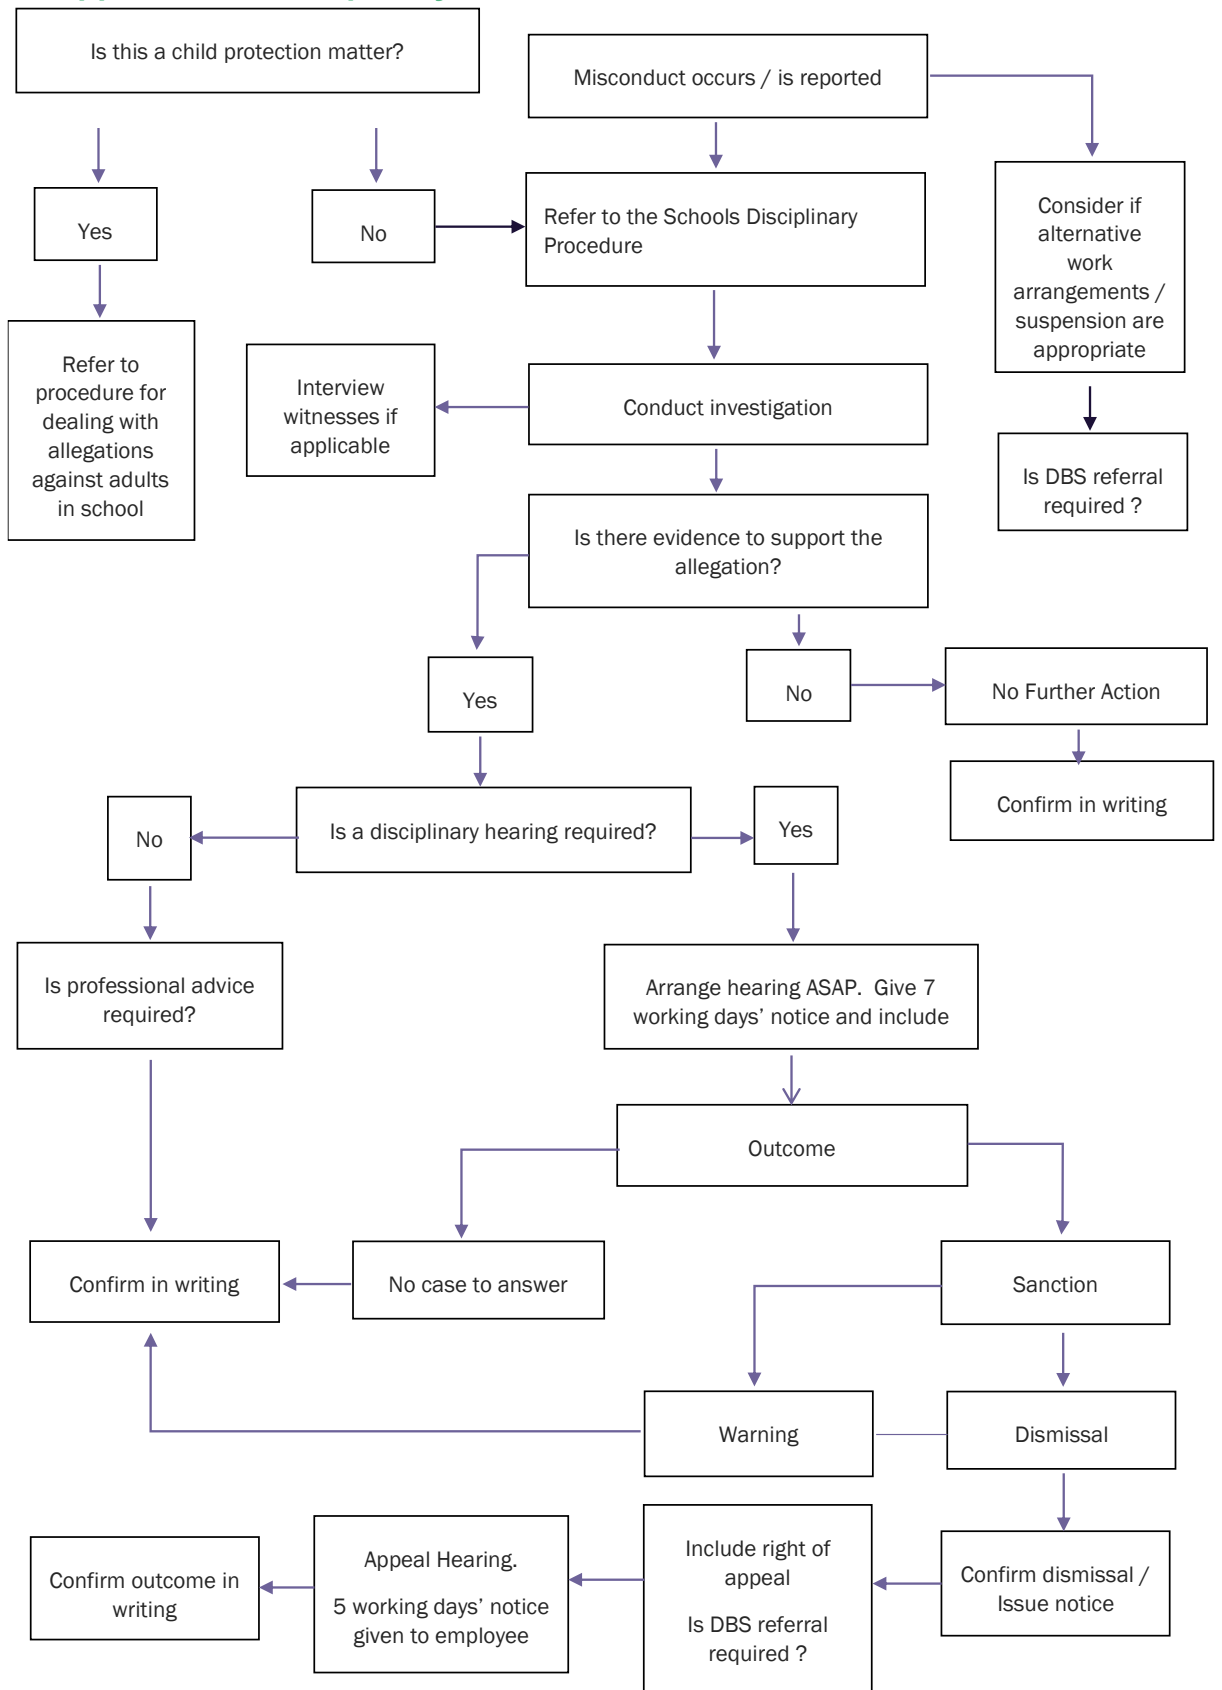 Is this a child protection matter?
Misconduct occurs / is reported
Yes
No
Refer to the Schools Disciplinary
Procedure
Consider if
alternative
work
arrangements /
suspension are
appropriate
Refer to
procedure for
dealing with
allegations
against adults
in school
Interview
witnesses if
applicable
Conduct investigation
Is DBS referral
required ?
Is there evidence to support the
allegation?
Yes
No
No Further Action
Confirm in writing
No
Is a disciplinary hearing required?
Yes
Is professional advice
required?
Arrange hearing ASAP.  Give 7
working days’ notice and include
Outcome
Confirm in writing
No case to answer
Sanction
Warning
Dismissal
Confirm outcome in
writing
Appeal Hearing.
5 working days’ notice
given to employee
Include right of
appeal
Is DBS referral
required ?
Confirm dismissal /
Issue notice